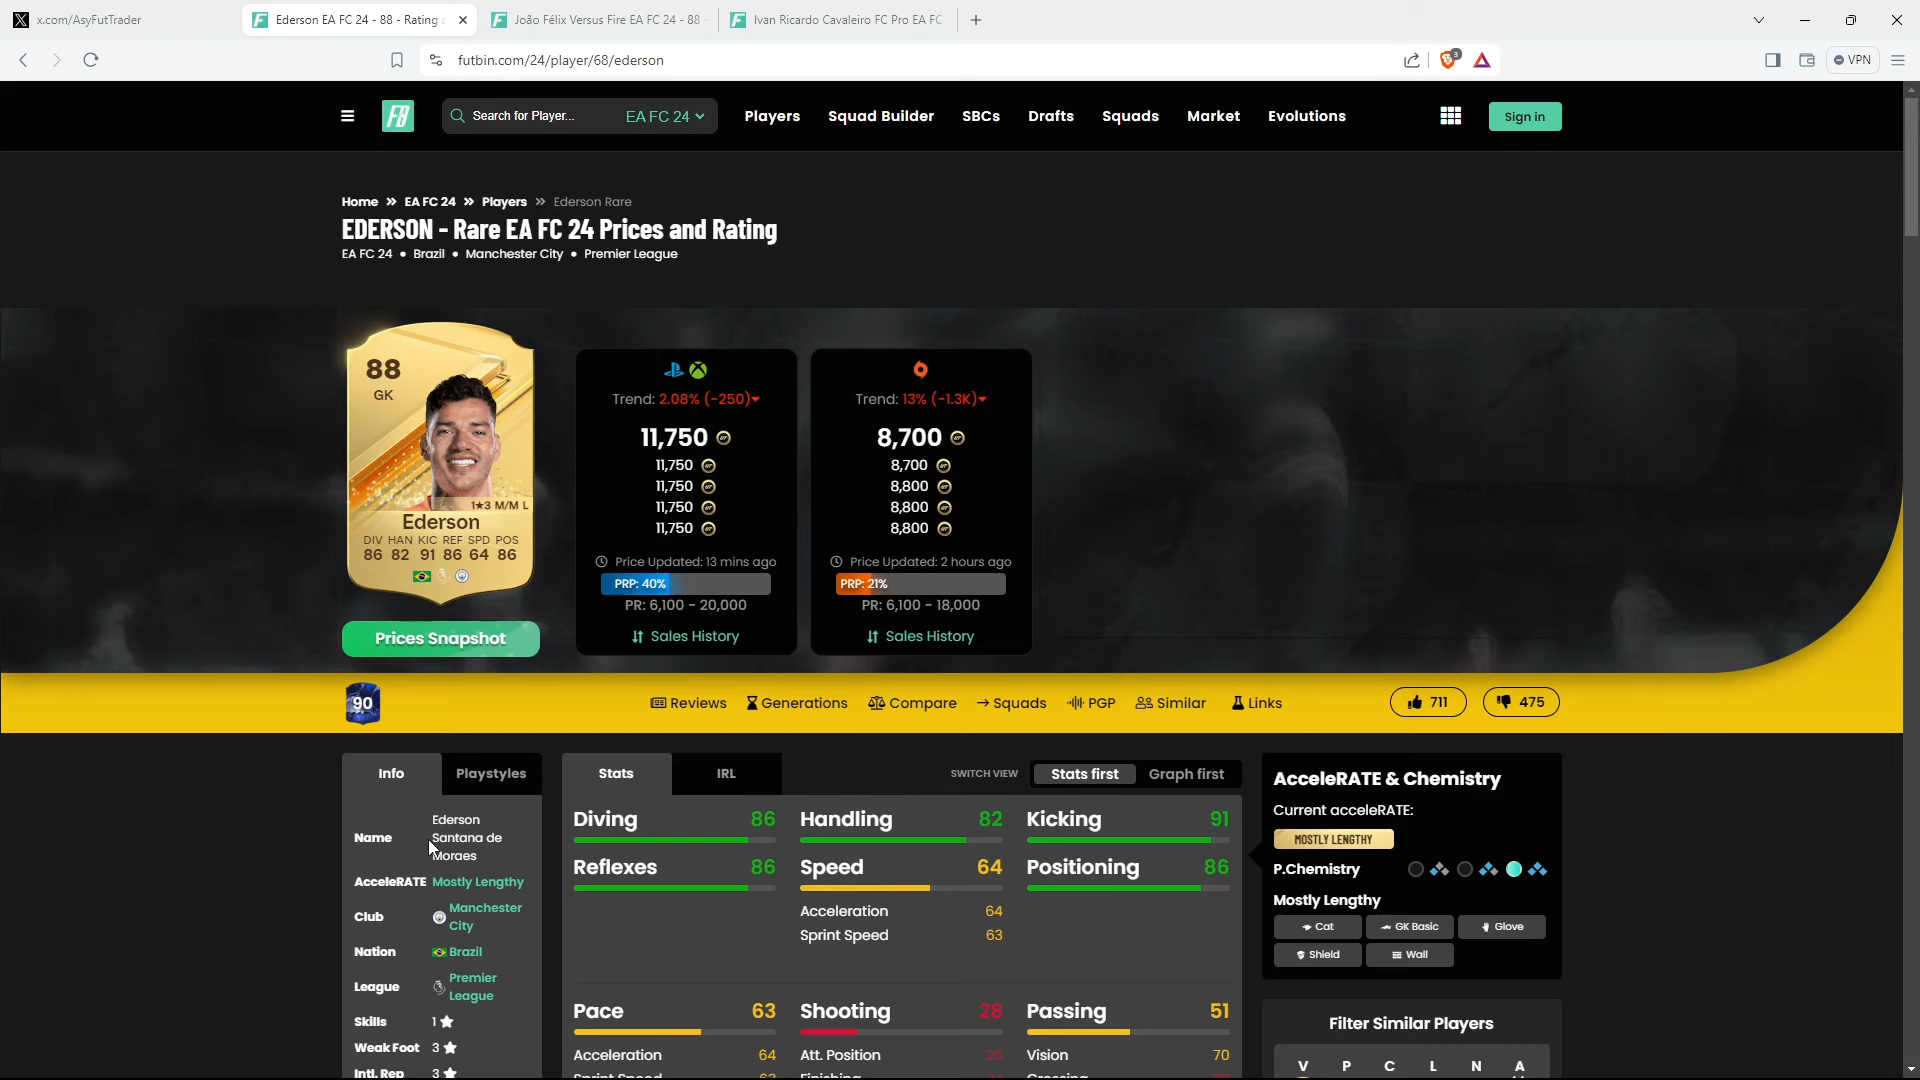 x.com/AsyFutTrader
Ederson EA FC 24 - 88 - Rating
João Félix Versus Fire EA FC 24 - 88
Ivan Ricardo Cavaleiro FC Pro EA FC
futbin.com/24/player/68/ederson
3
VPN
Search for Player...
EA FC 24
Players
Squad Builder
SBCs
Drafts
Squads
Market
Evolutions
Sign in
Home » EA FC 24 » Players » Ederson Rare
EDERSON - Rare EA FC 24 Prices and Rating
EA FC 24 • Brazil • Manchester City • Premier League
88
GK
1★3 M/M L
Ederson
DIV HAN KIC REF SPD POS
86 82 91 86 64 86
Prices Snapshot
Trend: 2.08% (-250)
11,750
11,750
11,750
11,750
11,750
Price Updated: 13 mins ago
PRP: 40%
PR: 6,100 - 20,000
Sales History
Trend: 13% (-1.3K)
8,700
8,700
8,800
8,800
8,800
Price Updated: 2 hours ago
PRP: 21%
PR: 6,100 - 18,000
Sales History
90
Reviews
Generations
Compare
Squads
PGP
Similar
Links
711
475
Info
Playstyles
Name
Ederson
Santana de
Moraes
AcceleRATE Mostly Lengthy
Club
Manchester
City
Nation
Brazil
League
Premier
League
Skills
1
Weak Foot
3
Intl. Rep
3
Stats
IRL
SWITCH VIEW
Stats first
Graph first
Diving 86
Handling 82
Kicking 91
Reflexes 86
Speed 64
Positioning 86
Acceleration 64
Sprint Speed 63
Pace 63
Shooting 28
Passing 51
Acceleration 64
Att. Position 20
Vision 70
Sprint Speed 63
Finishing
Crossing
AcceleRATE & Chemistry
Current acceleRATE:
MOSTLY LENGTHY
P.Chemistry
Mostly Lengthy
Cat
GK Basic
Glove
Shield
Wall
Filter Similar Players
V P C L N A